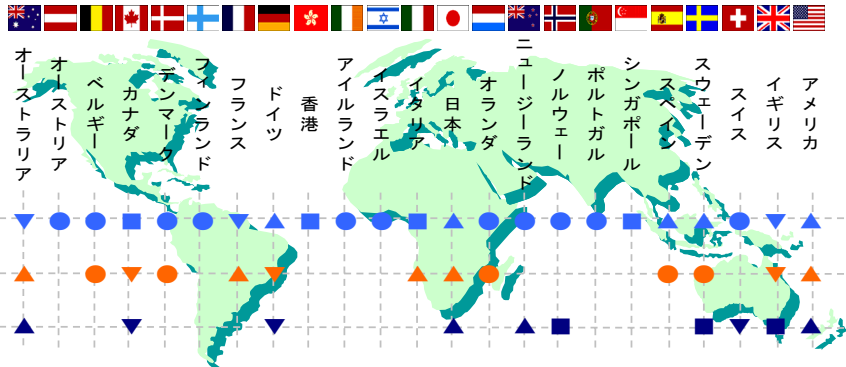 オーストラリア
オーストリア
ベルギー
カナダ
デンマーク
フィンランド
フランス
ドイツ
香港
アイルランド
イスラエル
イタリア
日本
オランダ
ニュージーランド
ノルウェー
ポルトガル
シンガポール
スペイン
スウェーデン
スイス
イギリス
アメリカ